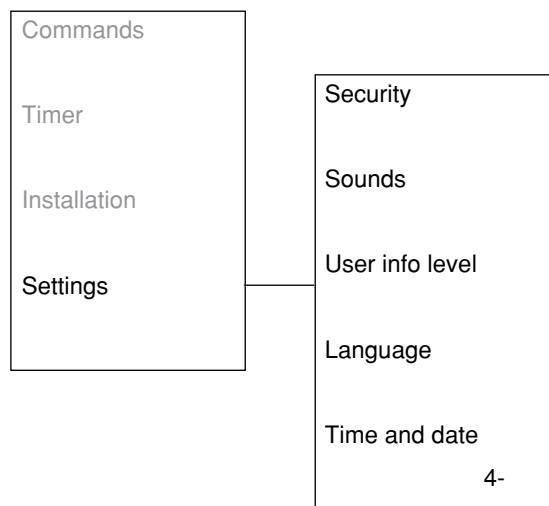 Commands
Timer
Installation
Settings
Security
Sounds
User info level
Language
Time and date
4-